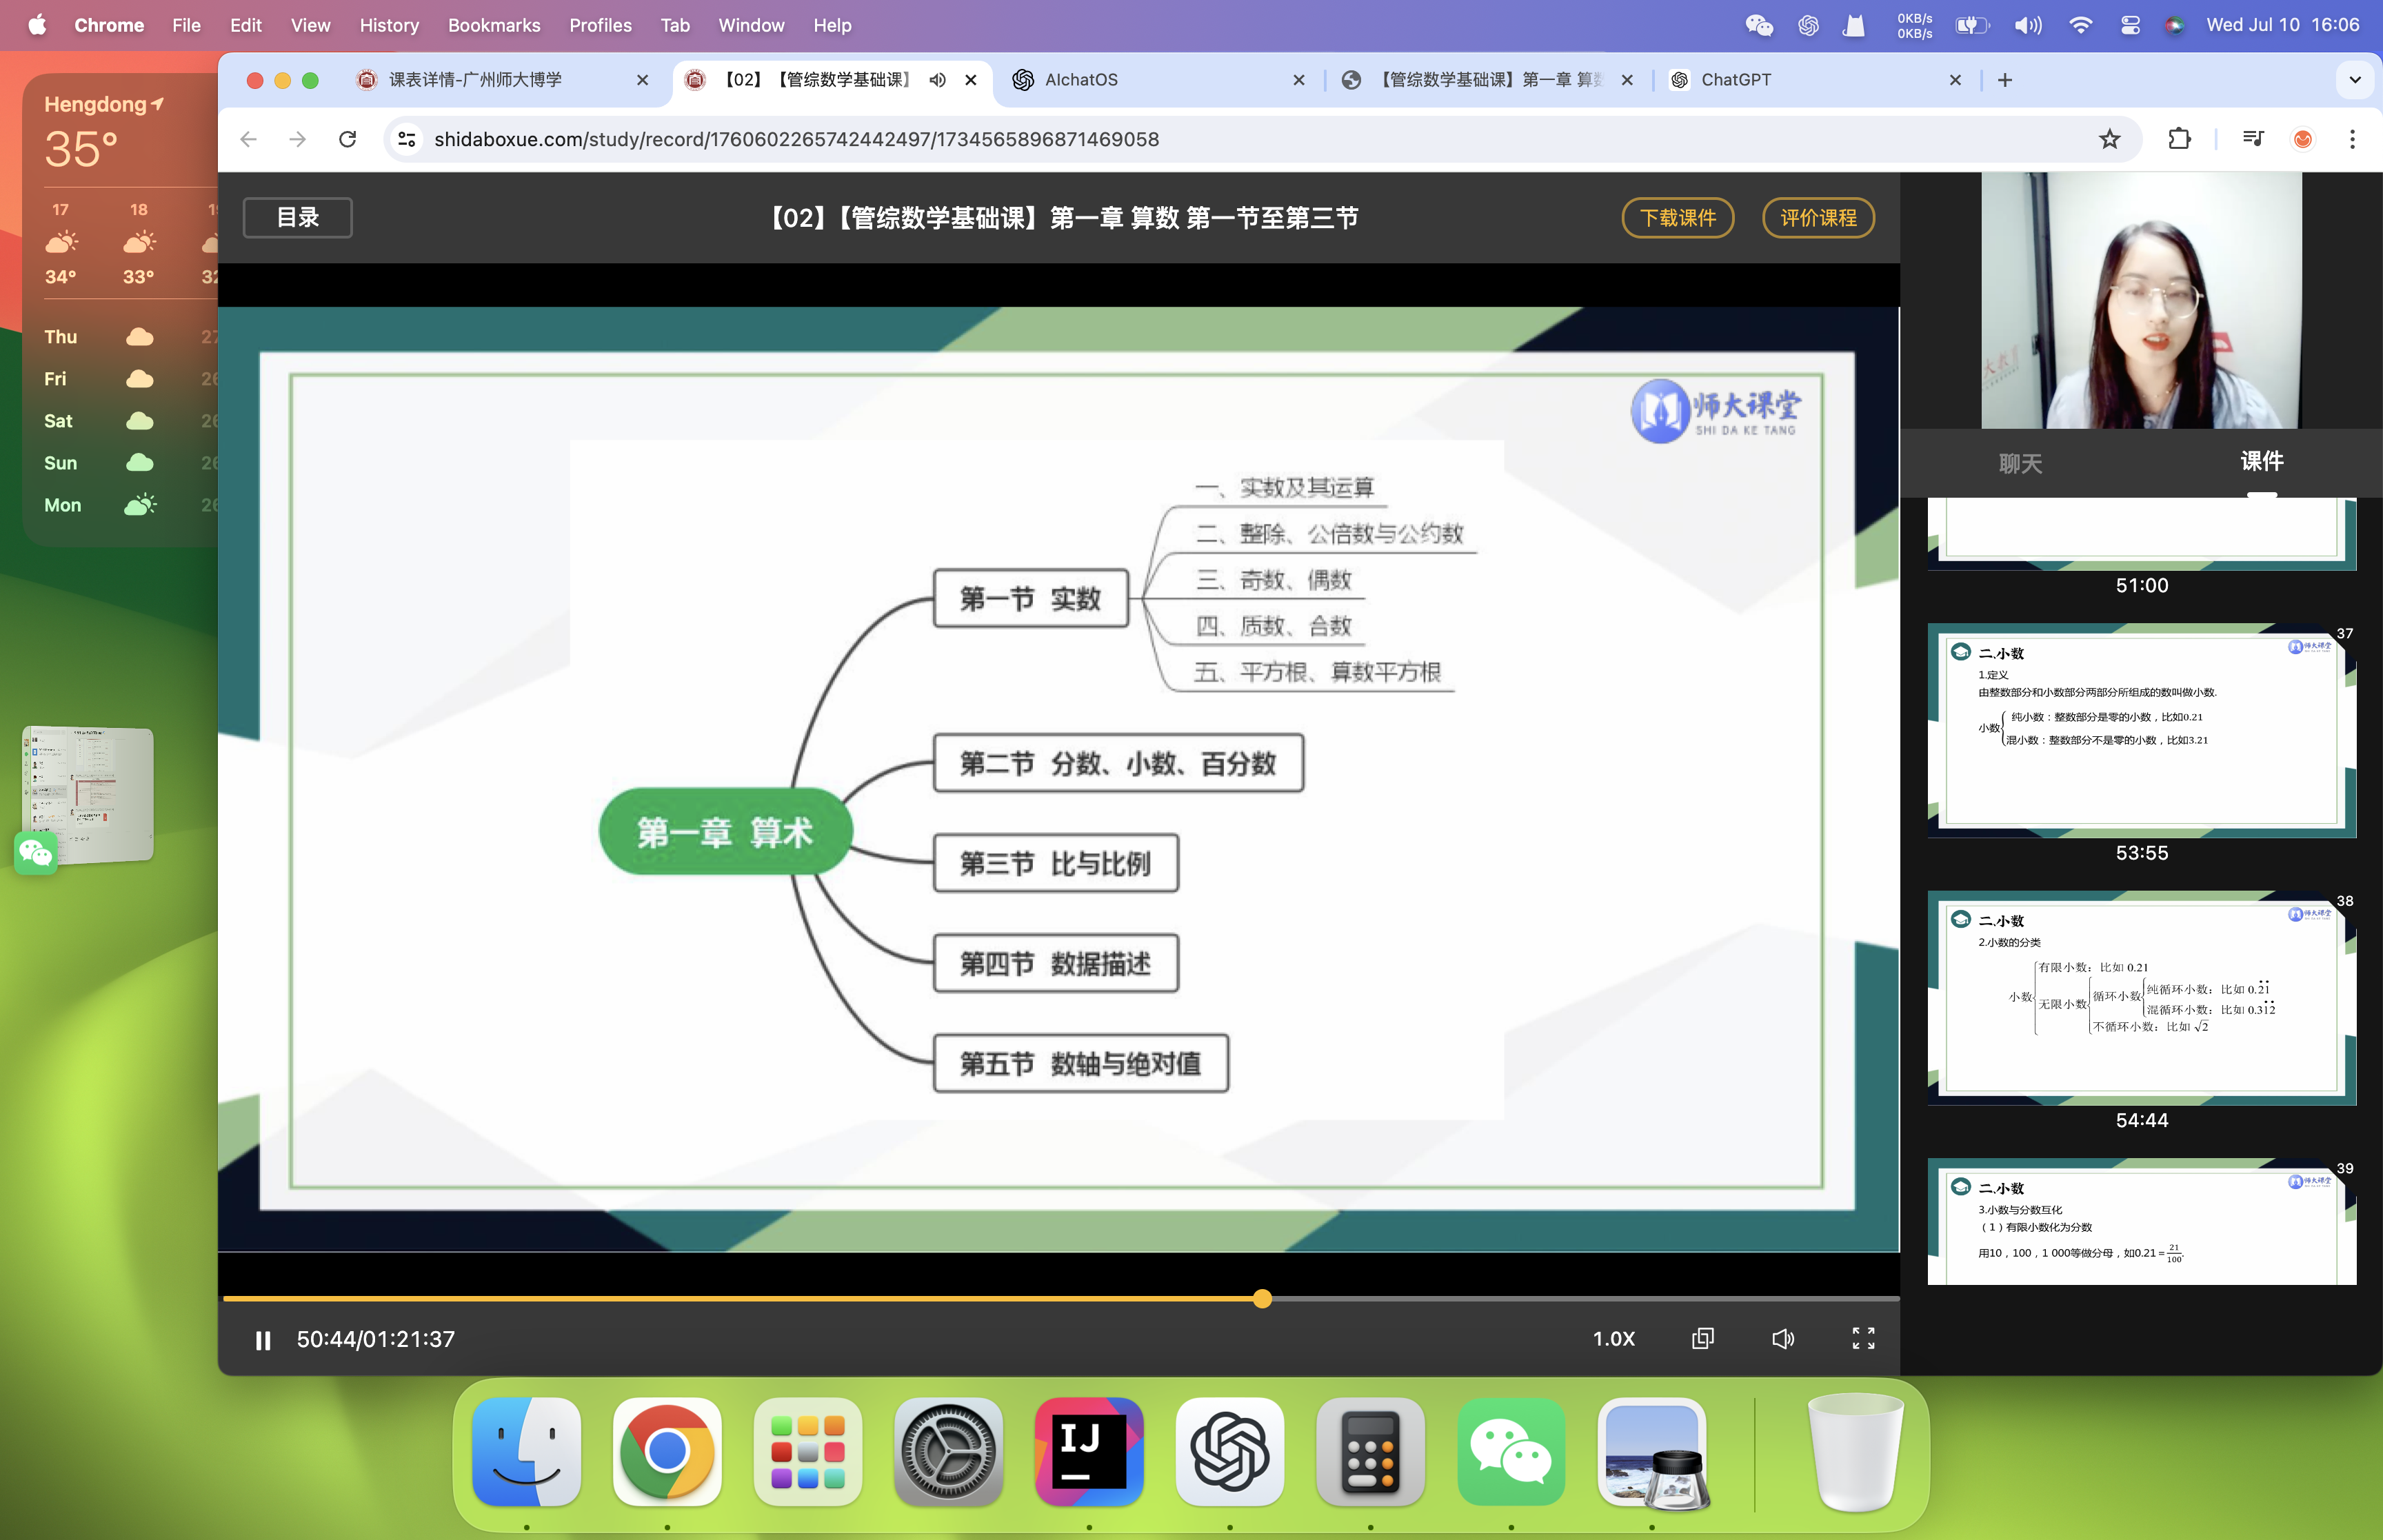 Chrome File Edit View History Bookmarks Profiles Tab Window Help
0KB/s
0KB/s
Wed Jul 10 16:06
Hengdong
35°
17 18
34° 33°
Thu
Fri
Sat
Sun
Mon
课表详情-广州师大博学
【02】【管综数学基础课】
AIchatOS
【管综数学基础课】第一章 算
ChatGPT
shidaboxue.com/study/record/1760602265742442497/1734565896871469058
目录
【02】【管综数学基础课】第一章 算数 第一节至第三节
下载课件
评价课程
师大课堂
SHI DA KE TANG
第一章 算术
第一节 实数
一、实数及其运算
二、整除、公倍数与公约数
三、奇数、偶数
四、质数、合数
五、平方根、算数平方根
第二节 分数、小数、百分数
第三节 比与比例
第四节 数据描述
第五节 数轴与绝对值
50:44/01:21:37
1.0X
聊天
课件
51:00
37
二.小数
师大课堂
1.定义
由整数部分和小数部分两部分所组成的数叫做小数.
小数
纯小数：整数部分是零的小数，比如0.21
混小数：整数部分不是零的小数，比如3.21
53:55
38
二.小数
师大课堂
2.小数的分类
小数
有限小数：比如 0.21
无限小数
循环小数
纯循环小数：比如 0.2̇1̇
混循环小数：比如 0.31̇2̇
不循环小数：比如 √2
54:44
39
二.小数
师大课堂
3.小数与分数互化
（1）有限小数化为分数
用10，100，1 000等做分母，如0.21=21/100.
IJ